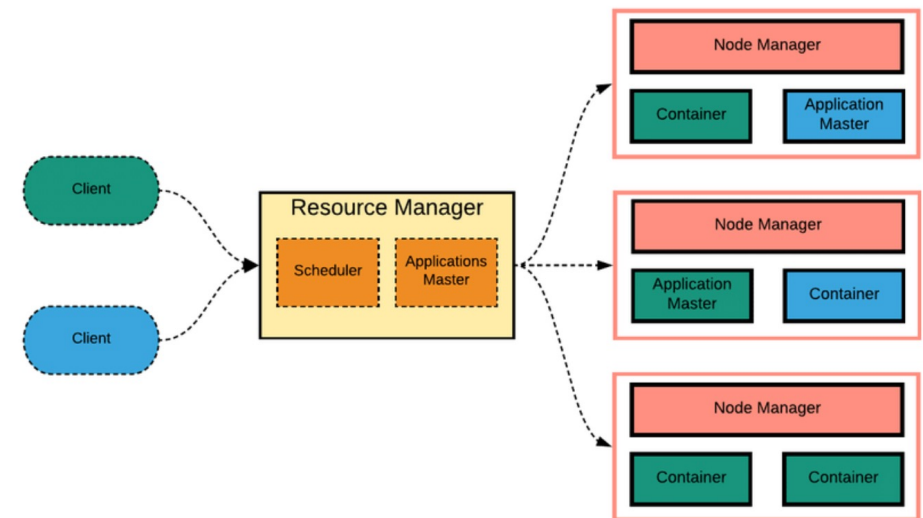 Client
Client
Resource Manager
Scheduler
Applications
Master
Node Manager
Container
Application
Master
Node Manager
Application
Master
Container
Node Manager
Container
Container